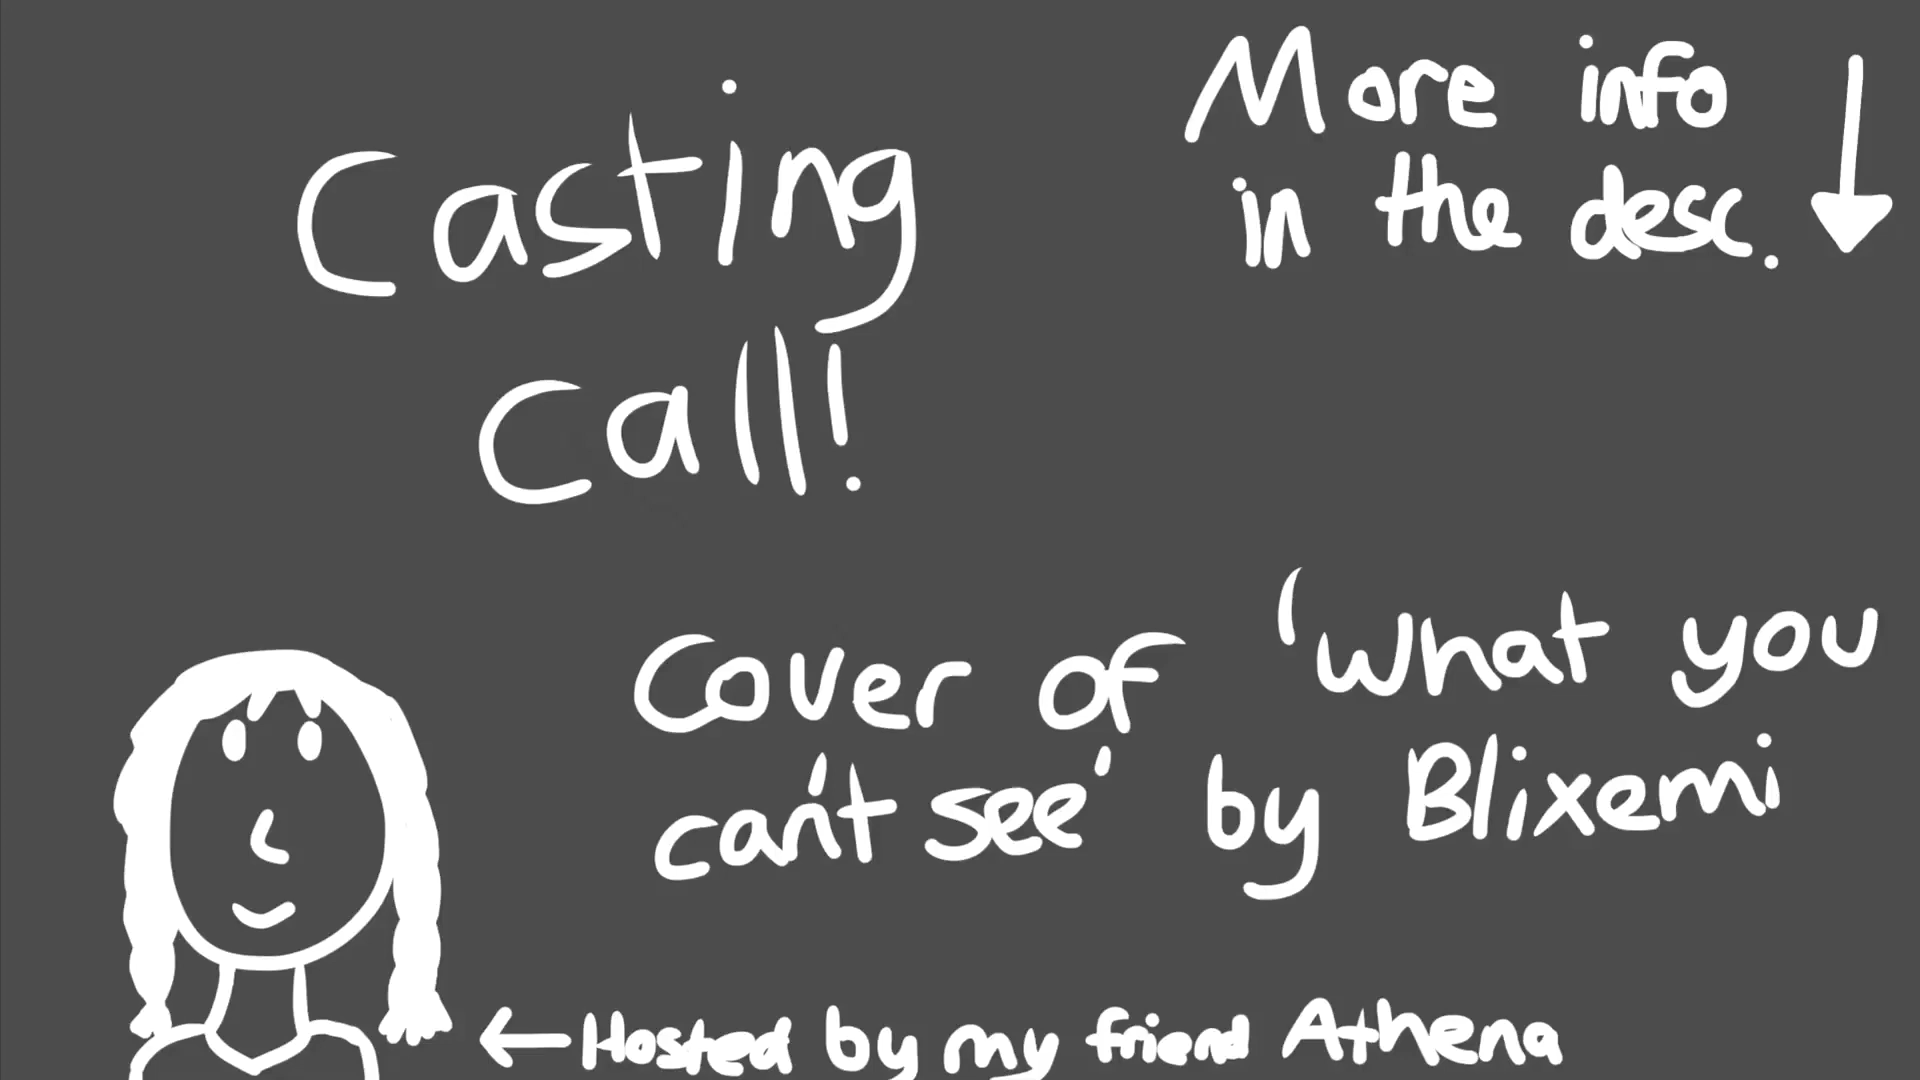 Casting
call!
More info
in the desc.
Cover of 'What you
can't see' by Blixemi
Hosted by my friend Athena